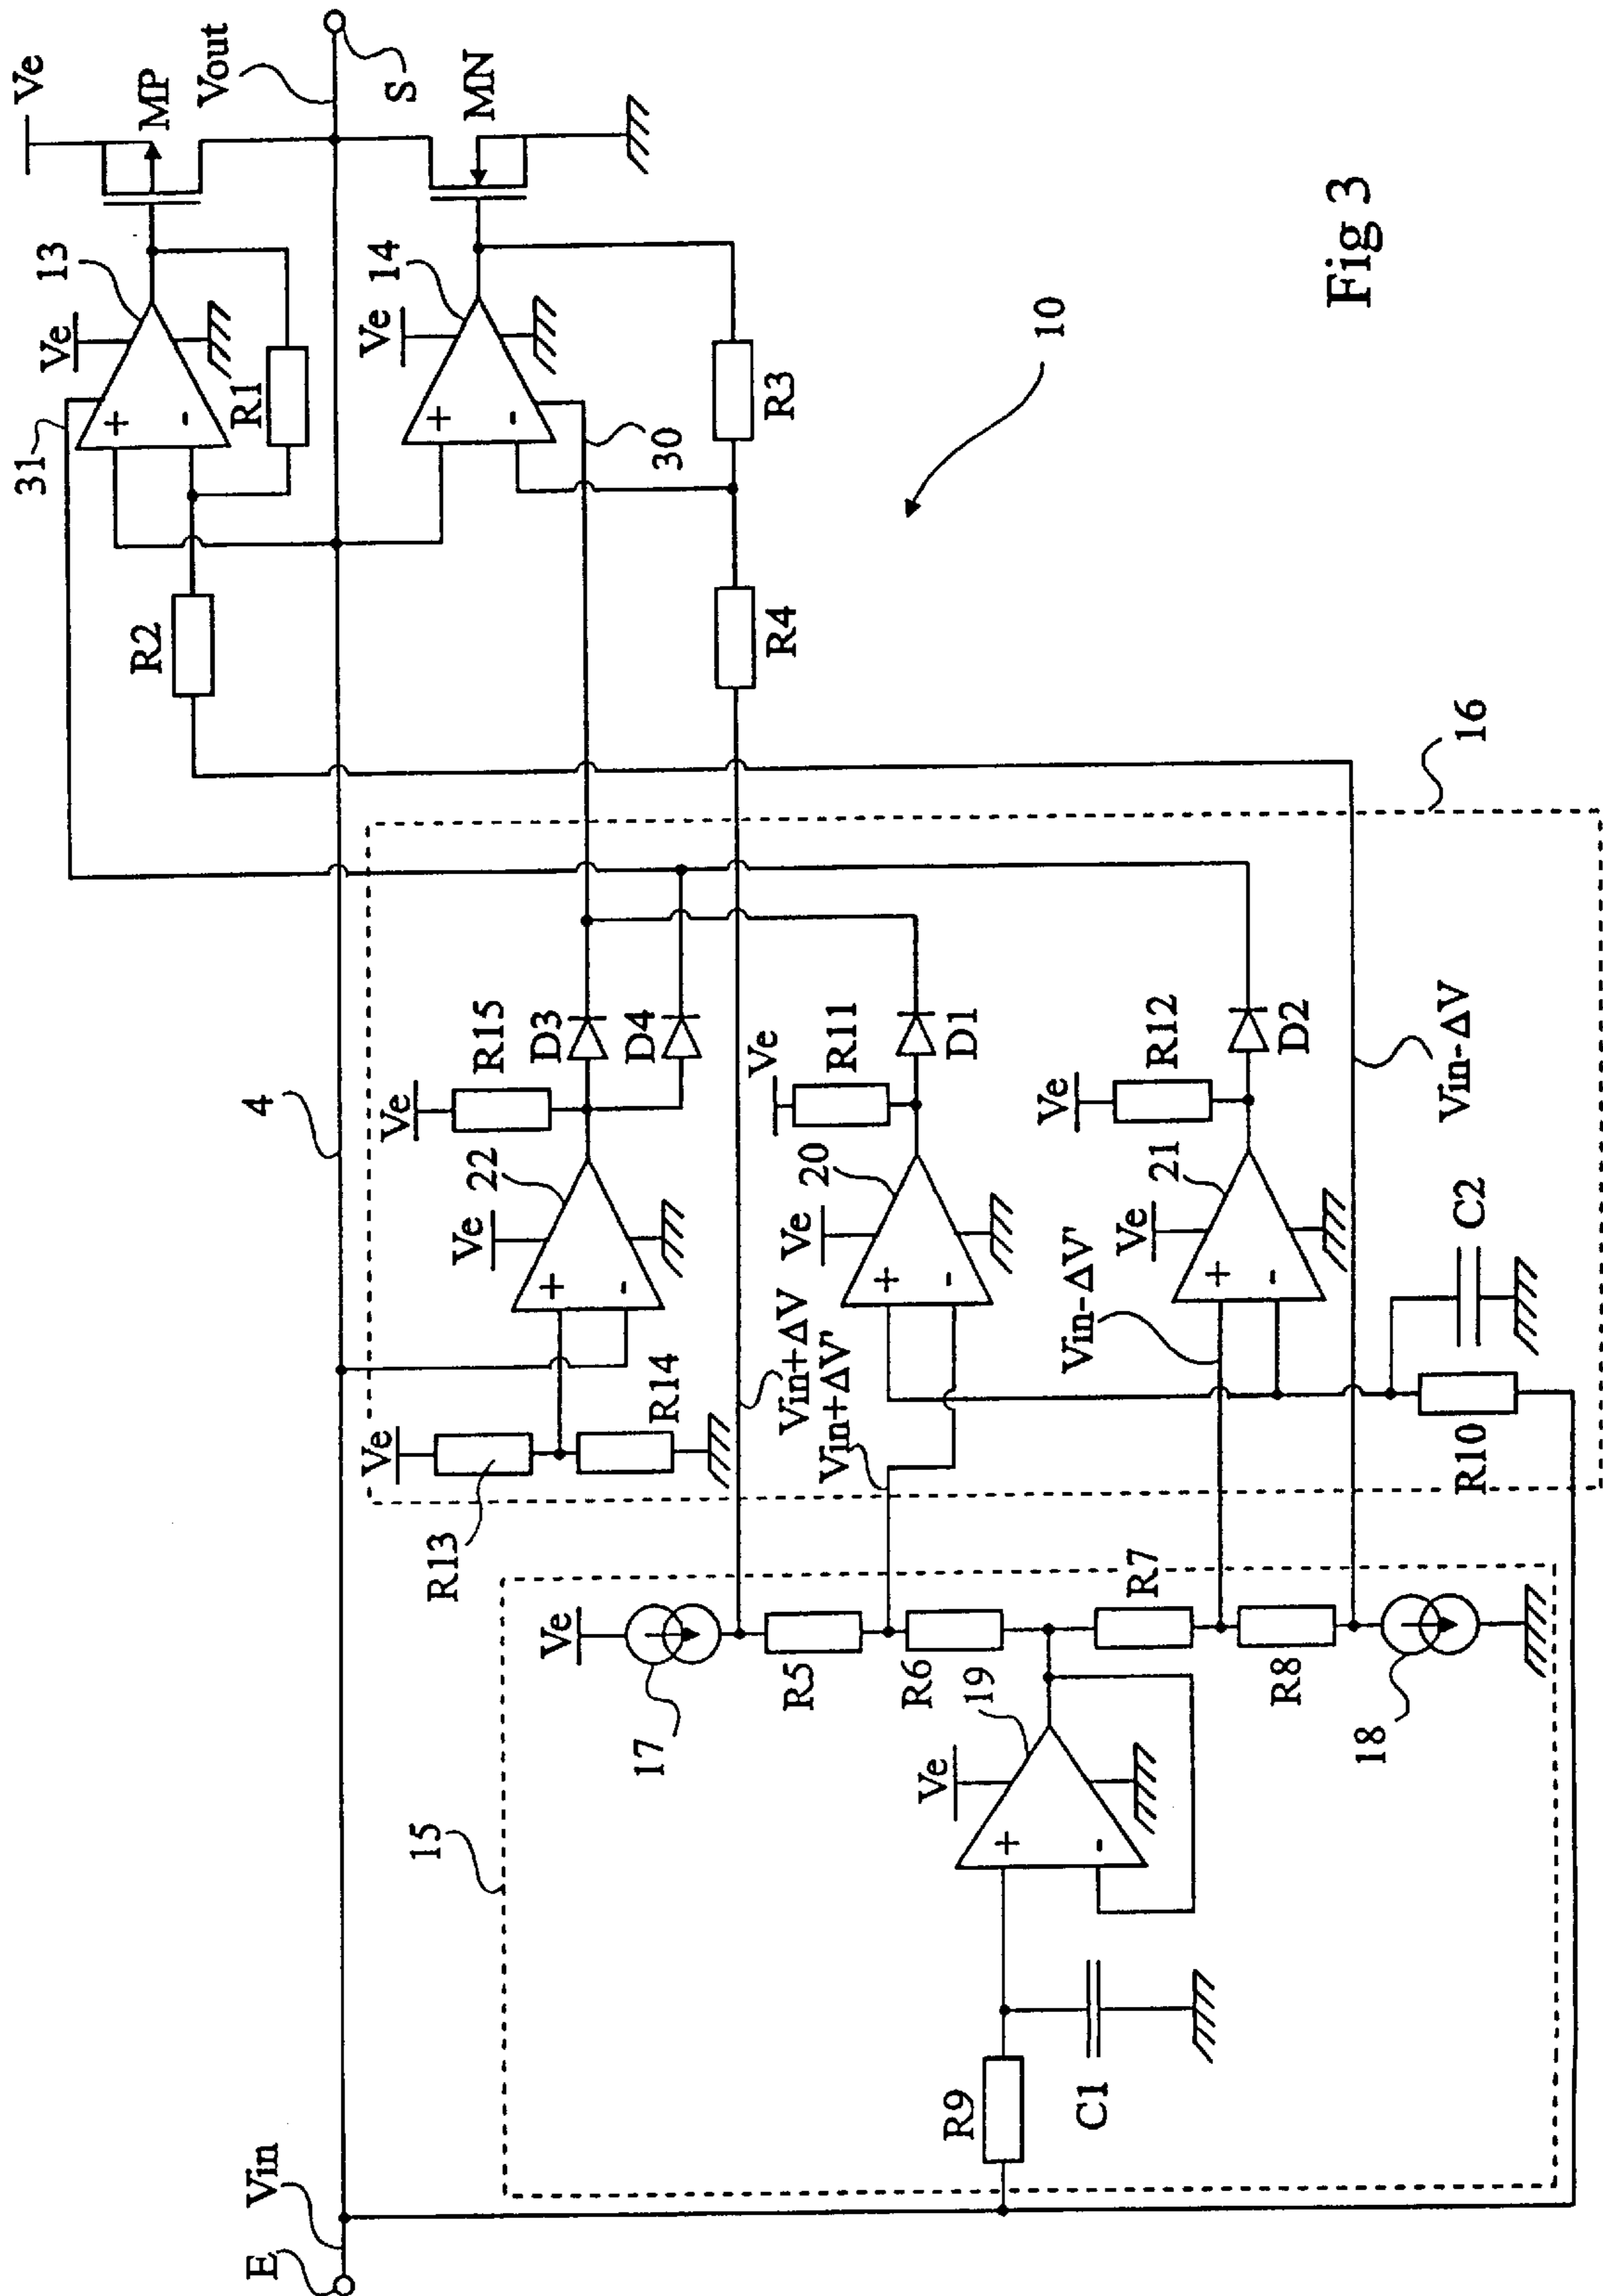 Ve
31
13
MP
Vout
Ve
+
-
R1
R2
S
14
MN
Ve
+
-
30
R3
R4
10
Fig 3
16
4
Ve
R15
D3
D4
22
Ve
+
-
Ve
R13
R14
Vin+ΔV
Vin+ΔV'
Ve
R11
D1
20
Ve
+
-
Ve
R12
D2
21
Ve
+
-
Vin-ΔV'
Vin-ΔV
C2
R10
15
Ve
17
R5
R6
R7
R8
18
19
Ve
+
-
R9
C1
E
Vin